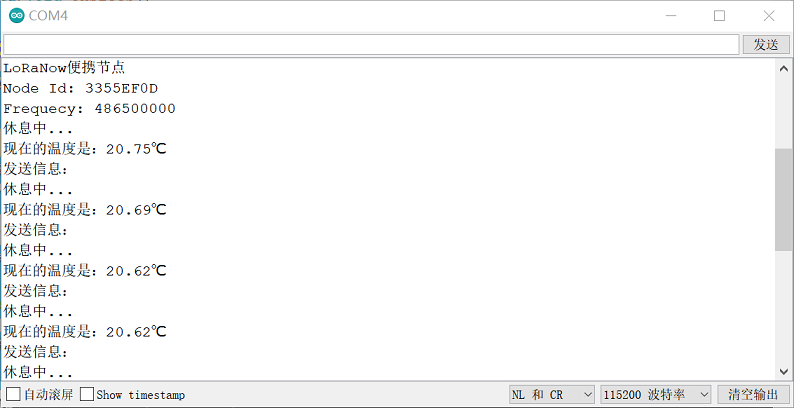 COM4
发送
LoRaNow便携节点
Node Id: 3355EF0D
Frequecy: 486500000
休息中...
现在的温度是：20.75℃
发送信息：
休息中...
现在的温度是：20.69℃
发送信息：
休息中...
现在的温度是：20.62℃
发送信息：
休息中...
现在的温度是：20.62℃
发送信息：
休息中...
自动滚屏 Show timestamp NL 和 CR 115200 波特率 清空输出